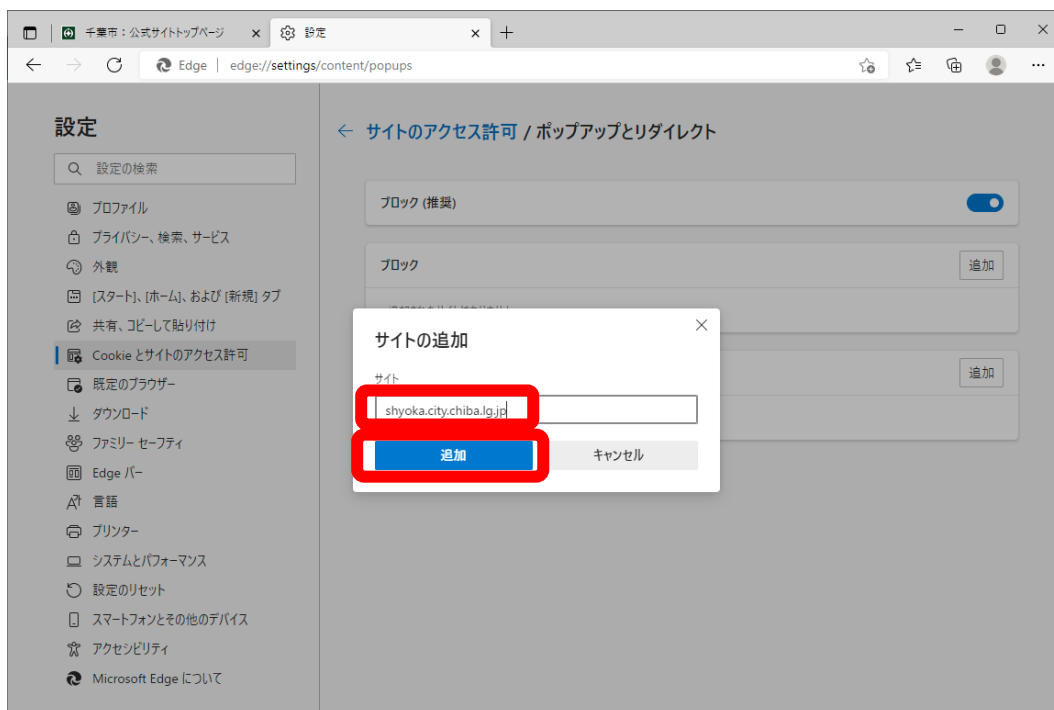 千葉市：公式サイトトップページ
設定
Edge | edge://settings/content/popups
設定
設定の検索
プロファイル
プライバシー、検索、サービス
外観
[スタート]、[ホーム]、および [新規] タブ
共有、コピーして貼り付け
Cookie とサイトのアクセス許可
既定のブラウザー
ダウンロード
ファミリー セーフティ
Edge バー
言語
プリンター
システムとパフォーマンス
設定のリセット
スマートフォンとその他のデバイス
アクセシビリティ
Microsoft Edge について
サイトのアクセス許可 / ポップアップとリダイレクト
ブロック (推奨)
ブロック
追加
追加
サイトの追加
サイト
shyoka.city.chiba.lg.jp
追加
キャンセル